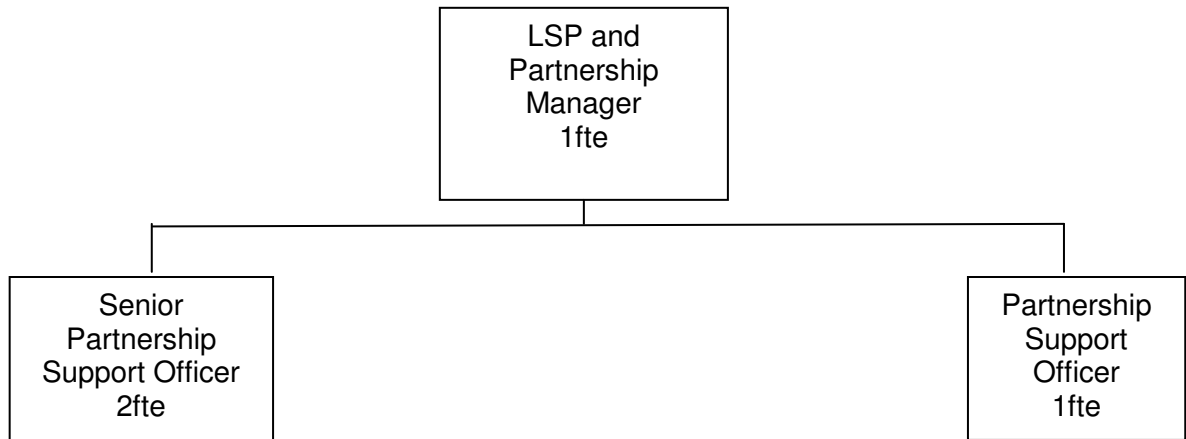 LSP and
Partnership
Manager
1fte
Senior
Partnership
Support Officer
2fte
Partnership
Support
Officer
1fte